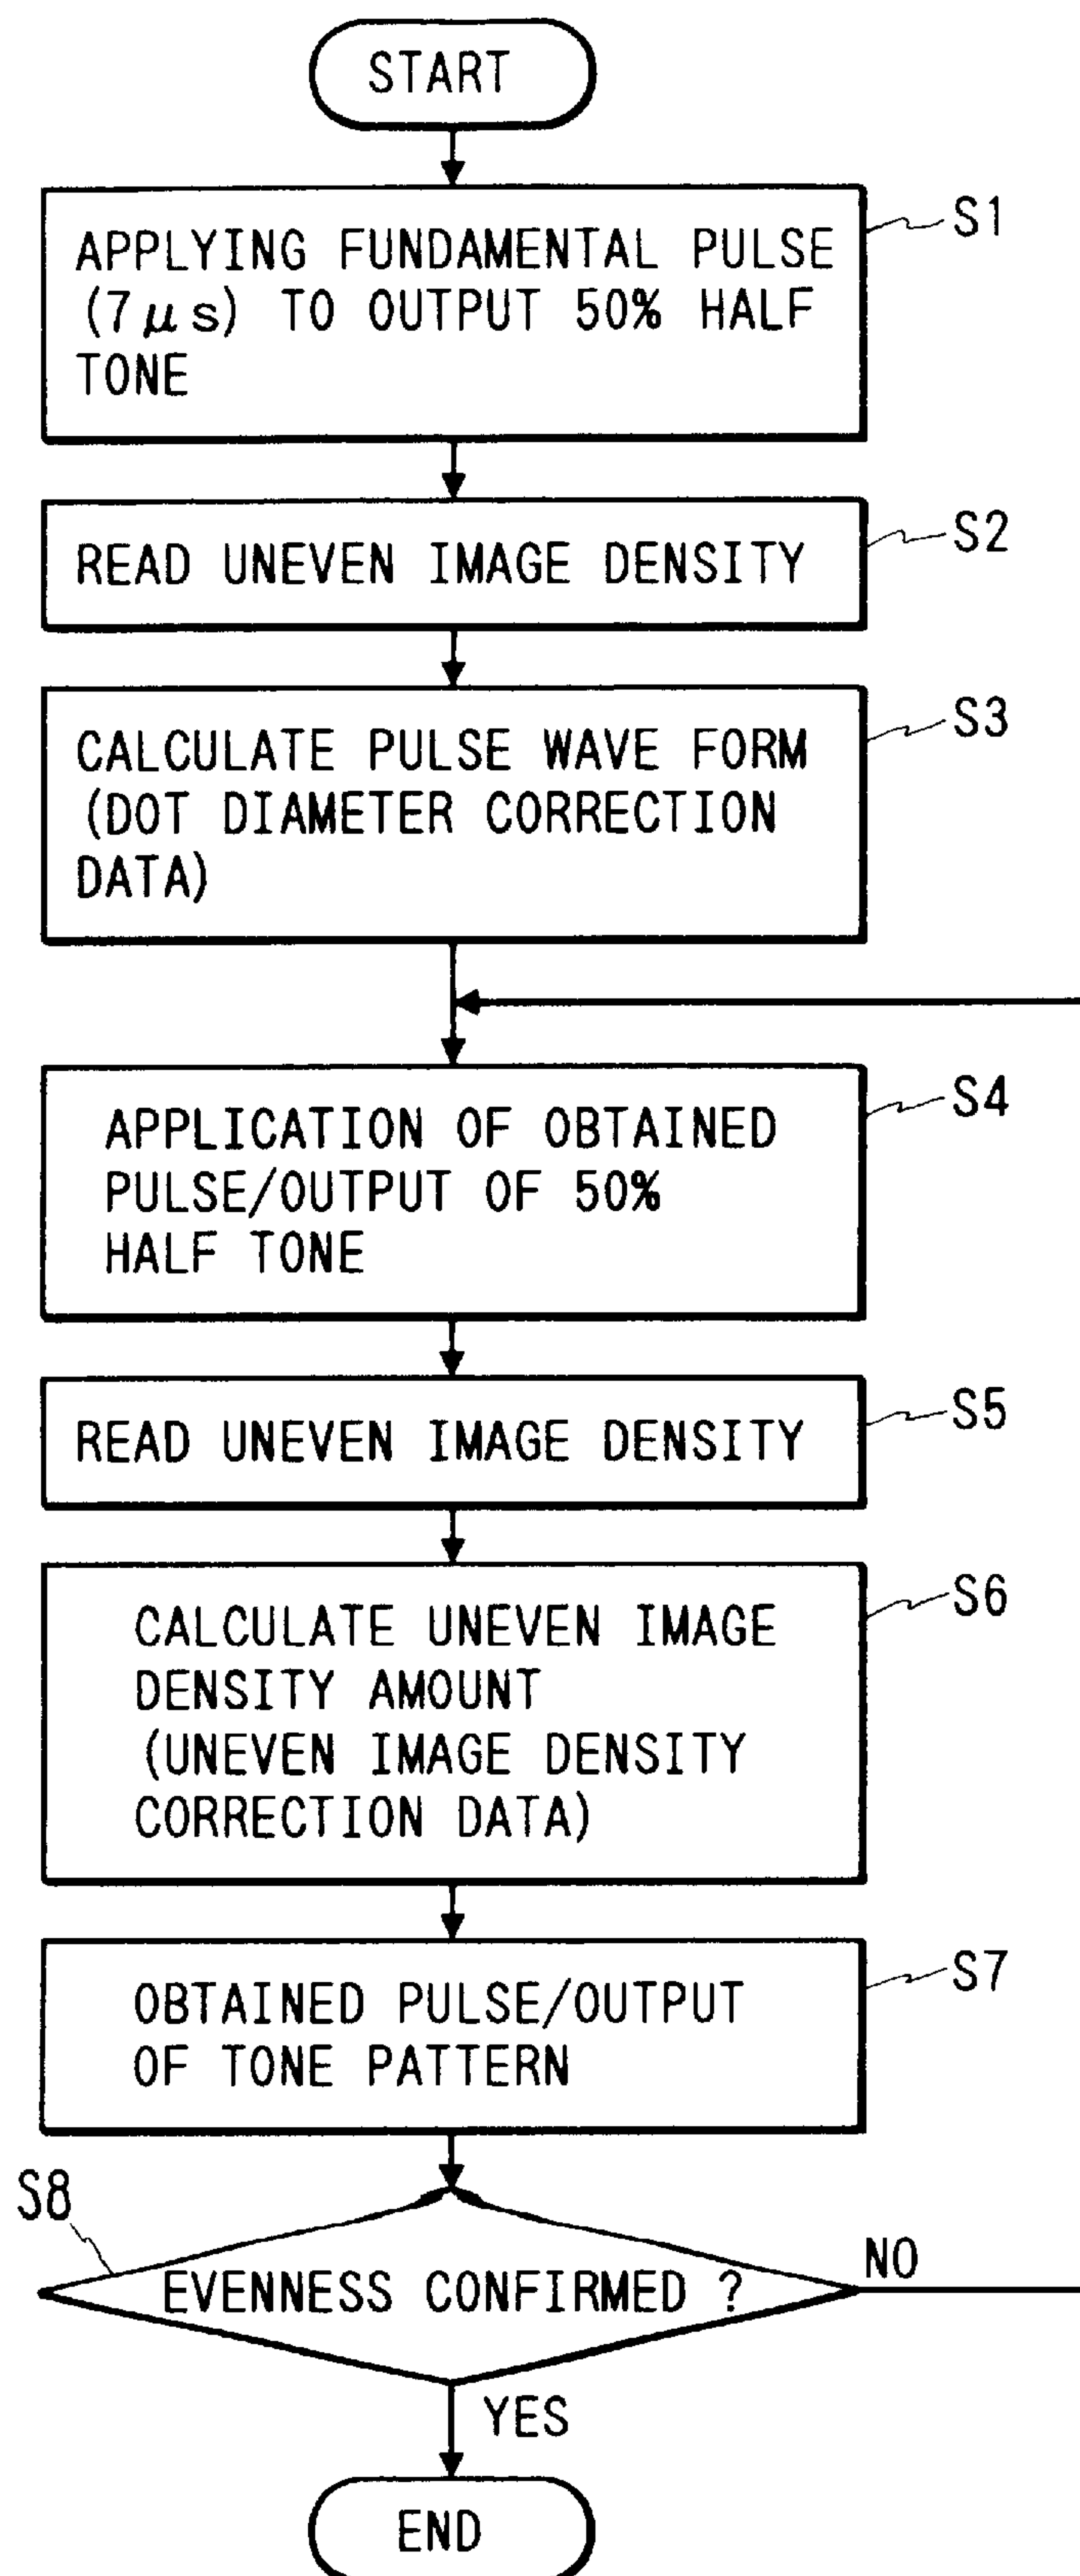 START
S1
APPLYING FUNDAMENTAL PULSE
(7μs) TO OUTPUT 50% HALF
TONE
S2
READ UNEVEN IMAGE DENSITY
S3
CALCULATE PULSE WAVE FORM
(DOT DIAMETER CORRECTION
DATA)
S4
APPLICATION OF OBTAINED
PULSE/OUTPUT OF 50%
HALF TONE
S5
READ UNEVEN IMAGE DENSITY
S6
CALCULATE UNEVEN IMAGE
DENSITY AMOUNT
(UNEVEN IMAGE DENSITY
CORRECTION DATA)
S7
OBTAINED PULSE/OUTPUT
OF TONE PATTERN
S8
EVENNESS CONFIRMED ?
NO
YES
END